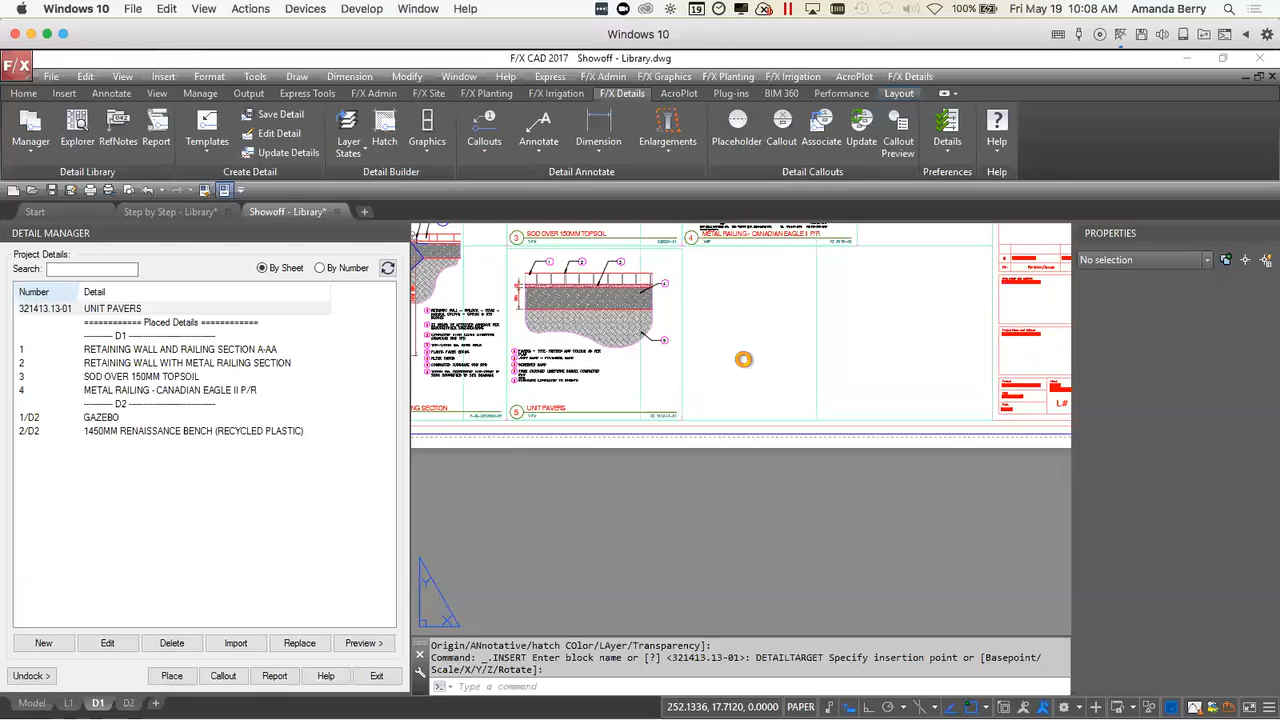 Windows 10 File Edit View Actions Devices Develop Window Help 19 100% Fri May 19 10:08 AM Amanda Berry
Windows 10
F/X CAD 2017 Showoff - Library.dwg
F/X
File Edit View Insert Format Tools Draw Dimension Modify Window Help Express F/X Admin F/X Graphics F/X Planting F/X Irrigation AcroPlot F/X Details
Home Insert Annotate View Manage Output Express Tools F/X Admin F/X Site F/X Planting F/X Irrigation F/X Details AcroPlot Plug-ins BIM 360 Performance Layout
Manager Explorer RefNotes Report Templates Save Detail Edit Detail Update Details Layer States Hatch Graphics Callouts Annotate Dimension Enlargements Placeholder Callout Associate Update Callout Preview Details Help
Detail Library Create Detail Detail Builder Detail Annotate Detail Callouts Preferences Help
Start Step by Step - Library* Showoff - Library*
DETAIL MANAGER
Project Details:
Search: By Sheet by Number
Number Detail
321413.13-01 UNIT PAVERS
=========== Placed Details ============
---------- D1 ----------------------
1 RETAINING WALL AND RAILING SECTION A-AA
2 RETAINING WALL WITH METAL RAILING SECTION
3 SOD OVER 150MM TOPSOIL
4 METAL RAILING - CANADIAN EAGLE II P/R
---------- D2 ----------------------
1/D2 GAZEBO
2/D2 1450MM RENAISSANCE BENCH (RECYCLED PLASTIC)
New Edit Delete Import Replace Preview >
Undock > Place Callout Report Help Exit
Model L1 D1 D2 +
3 SOD OVER 150MM TOPSOIL
4 METAL RAILING - CANADIAN EAGLE II P/R
1 2 3
4
5
NG SECTION
5 UNIT PAVERS
L#
Y
X
PROPERTIES
No selection
Origin/ANnotative/hatch COlor/LAyer/Transparency]:
Command: _.INSERT Enter block name or [?] <321413.13-01>: DETAILTARGET Specify insertion point or [Basepoint/
Scale/X/Y/Z/Rotate]:
Type a command
252.1336, 17.7120, 0.0000 PAPER